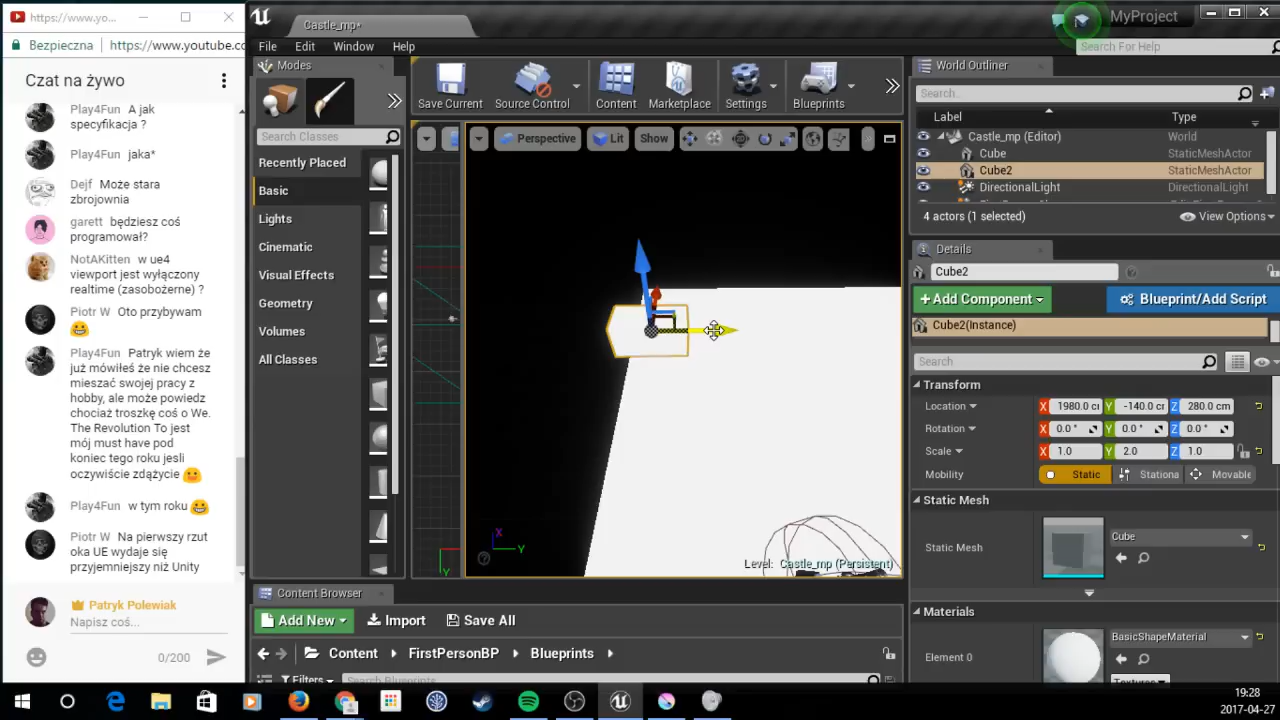 https://www.yo...
Bezpieczna
https://www.youtube.cc
Czat na żywo
Play4Fun A jak
specyfikacja ?
Play4Fun jaka*
Dejf Może stara
zbrojownia
garett będziesz coś
programował?
NotAKitten w ue4
viewport jest wyłączony
realtime (zasobożerne) ?
Piotr W Oto przybywam
Play4Fun Patryk wiem że
już mówiłeś że nie chcesz
mieszać swojej pracy z
hobby, ale może powiedz
chociaż troszkę coś o We.
The Revolution To jest
mój must have pod
koniec tego roku jesli
oczywiście zdążycie
Play4Fun w tym roku
Piotr W Na pierwszy rzut
oka UE wydaje się
przyjemniejszy niż Unity
Patryk Polewiak
Napisz coś...
0/200
Castle_mp*
MyProject
File Edit Window Help
Search For Help
Modes
Search Classes
Recently Placed
Basic
Lights
Cinematic
Visual Effects
Geometry
Volumes
All Classes
Save Current
Source Control
Content
Marketplace
Settings
Blueprints
Perspective
Lit
Show
X
Y
Y
Level: Castle_mp (Persistent)
World Outliner
Search...
Label
Type
Castle_mp (Editor) World
Cube StaticMeshActor
Cube2 StaticMeshActor
DirectionalLight DirectionalLight
4 actors (1 selected)
View Options
Details
Cube2
+ Add Component
Blueprint/Add Script
Cube2(Instance)
Search
Transform
Location X 1980.0 cı Y -140.0 cr Z 280.0 cm
Rotation X 0.0 ° Y 0.0 ° Z 0.0 °
Scale X 1.0 Y 2.0 Z 1.0
Mobility Static Stationa Movable
Static Mesh
Static Mesh
Cube
Materials
Element 0
BasicShapeMaterial
Textures
Content Browser
Add New
Import
Save All
Content
FirstPersonBP
Blueprints
Filters
Search Blueprints
19:28
2017-04-27